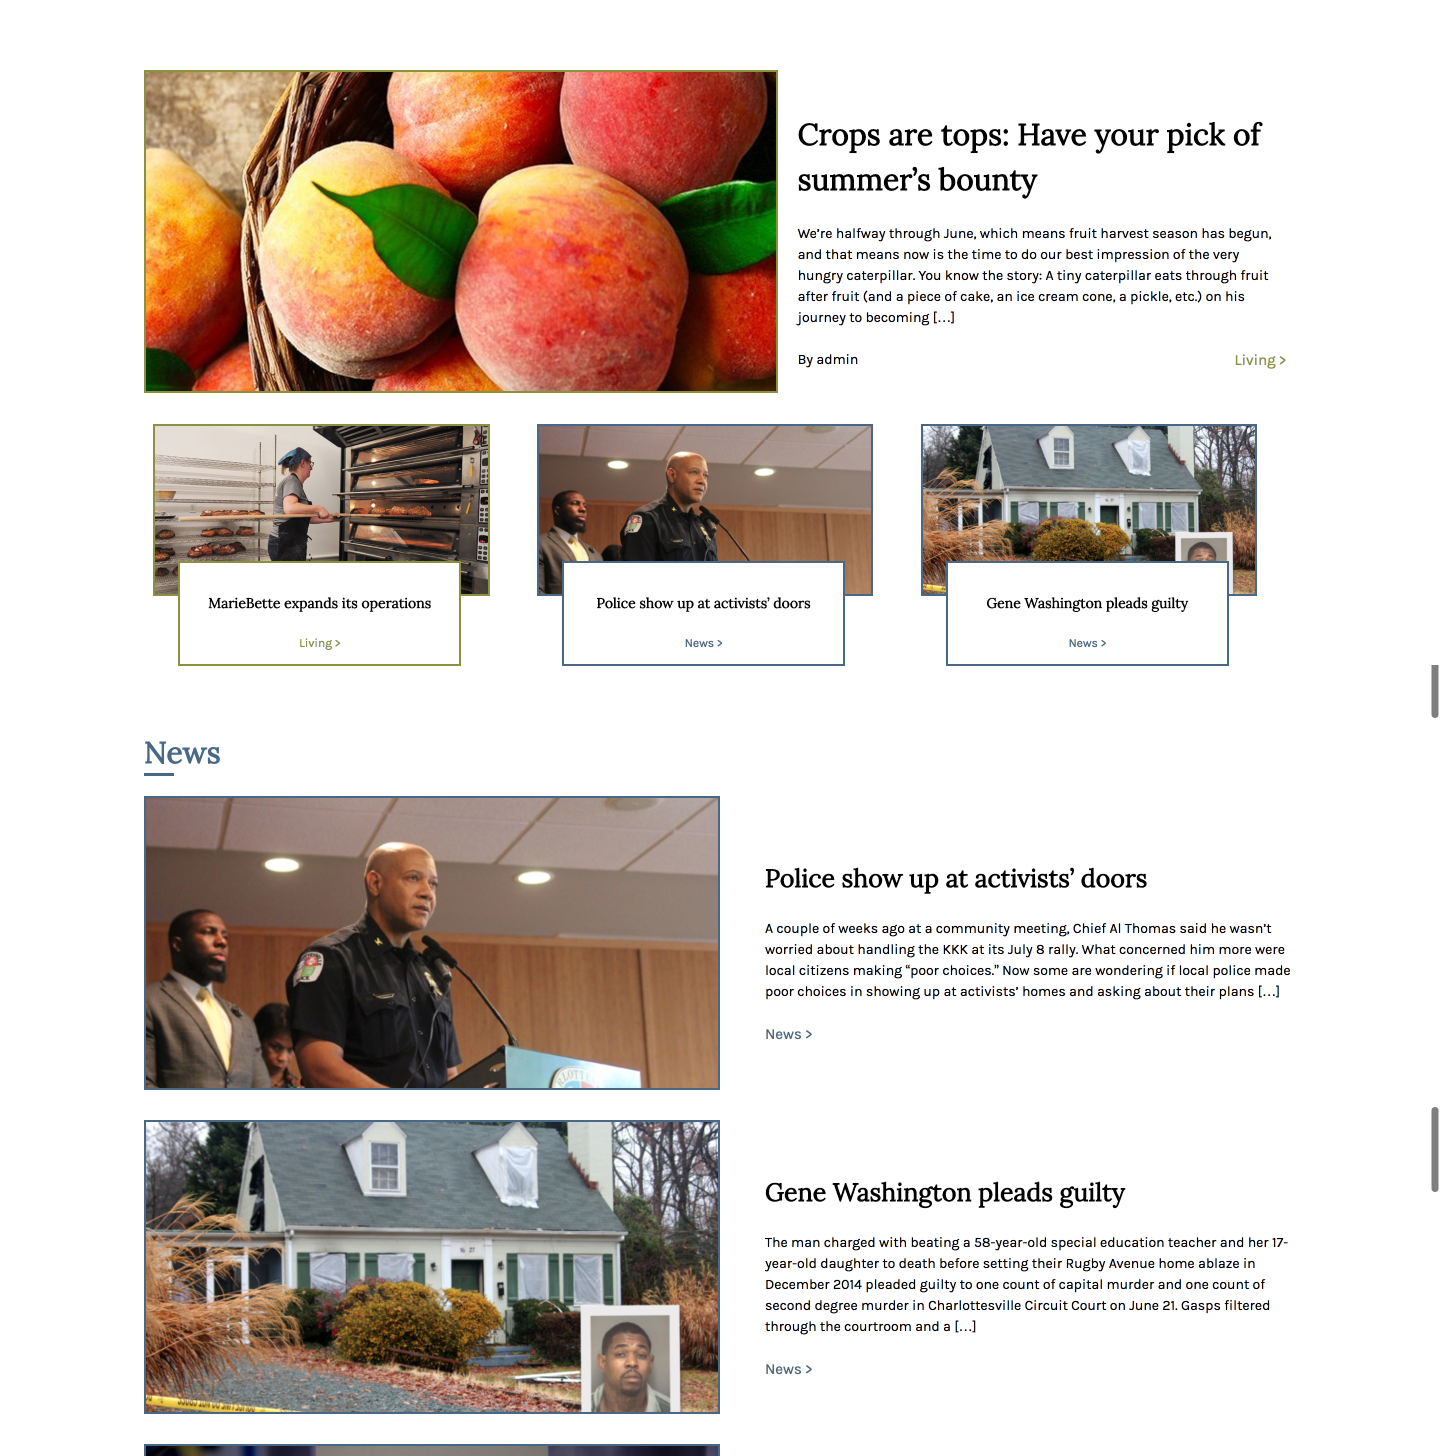 Crops are tops: Have your pick of
summer’s bounty
We’re halfway through June, which means fruit harvest season has begun,
and that means now is the time to do our best impression of the very
hungry caterpillar. You know the story: A tiny caterpillar eats through fruit
after fruit (and a piece of cake, an ice cream cone, a pickle, etc.) on his
journey to becoming […]
By admin
Living >
MarieBette expands its operations
Living >
Police show up at activists’ doors
News >
Gene Washington pleads guilty
News >
News
Police show up at activists’ doors
A couple of weeks ago at a community meeting, Chief Al Thomas said he wasn’t
worried about handling the KKK at its July 8 rally. What concerned him more were
local citizens making “poor choices.” Now some are wondering if local police made
poor choices in showing up at activists’ homes and asking about their plans […]
News >
Gene Washington pleads guilty
The man charged with beating a 58-year-old special education teacher and her 17-
year-old daughter to death before setting their Rugby Avenue home ablaze in
December 2014 pleaded guilty to one count of capital murder and one count of
second degree murder in Charlottesville Circuit Court on June 21. Gasps filtered
through the courtroom and a […]
News >